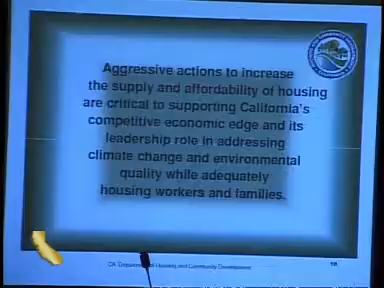 Aggressive actions to increase
the supply and affordability of housing
are critical to supporting California's
competitive economic edge and its
leadership role in addressing
climate change and environmental
quality while adequately
housing workers and families.
CA Department of Housing and Community Development